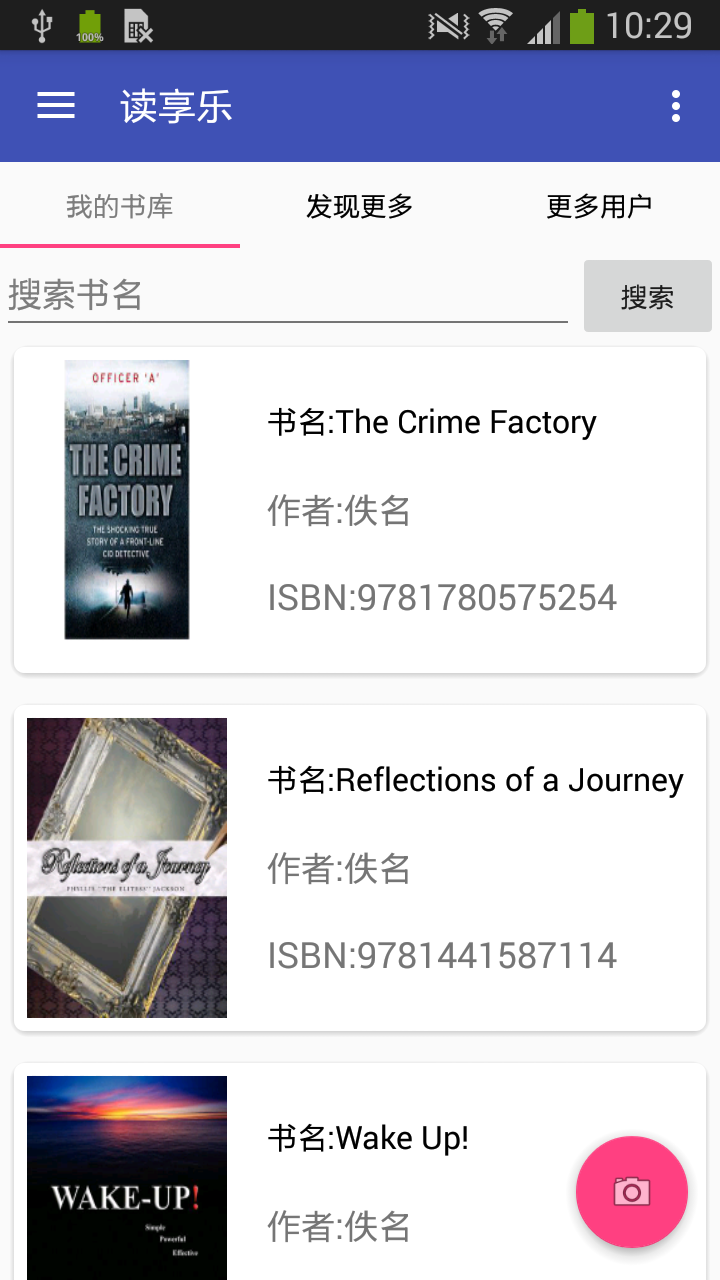 100%
10:29
读享乐
我的书库
发现更多
更多用户
搜索书名
搜索
OFFICER 'A'
THE CRIME
FACTORY
THE SHOCKING TRUE
STORY OF A FRONT-LINE
CID DETECTIVE
书名:The Crime Factory
作者:佚名
ISBN:9781780575254
Reflections of a Journey
PHYLLIS "THE ELITESS" JACKSON
书名:Reflections of a Journey
作者:佚名
ISBN:9781441587114
WAKE-UP!
Simple
Powerful
Effective
书名:Wake Up!
作者:佚名